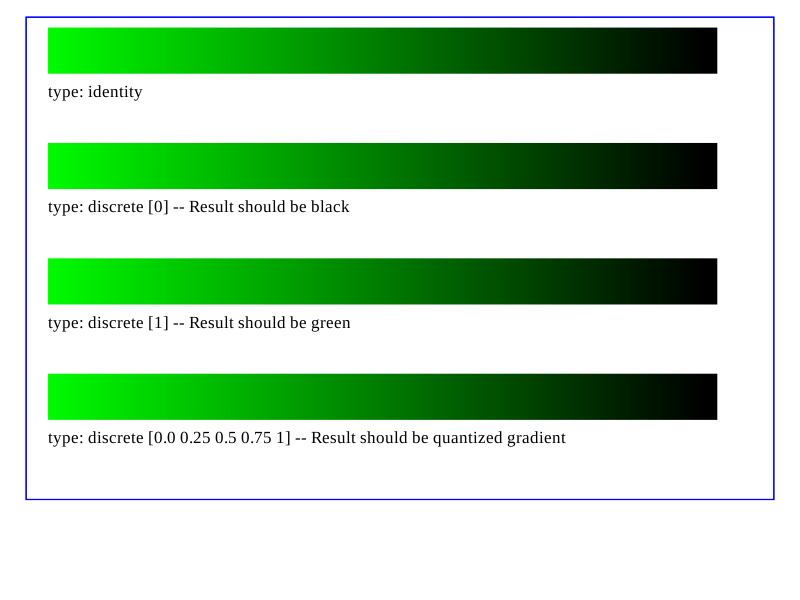 type: identity
type: discrete [0] -- Result should be black
type: discrete [1] -- Result should be green
type: discrete [0.0 0.25 0.5 0.75 1] -- Result should be quantized gradient